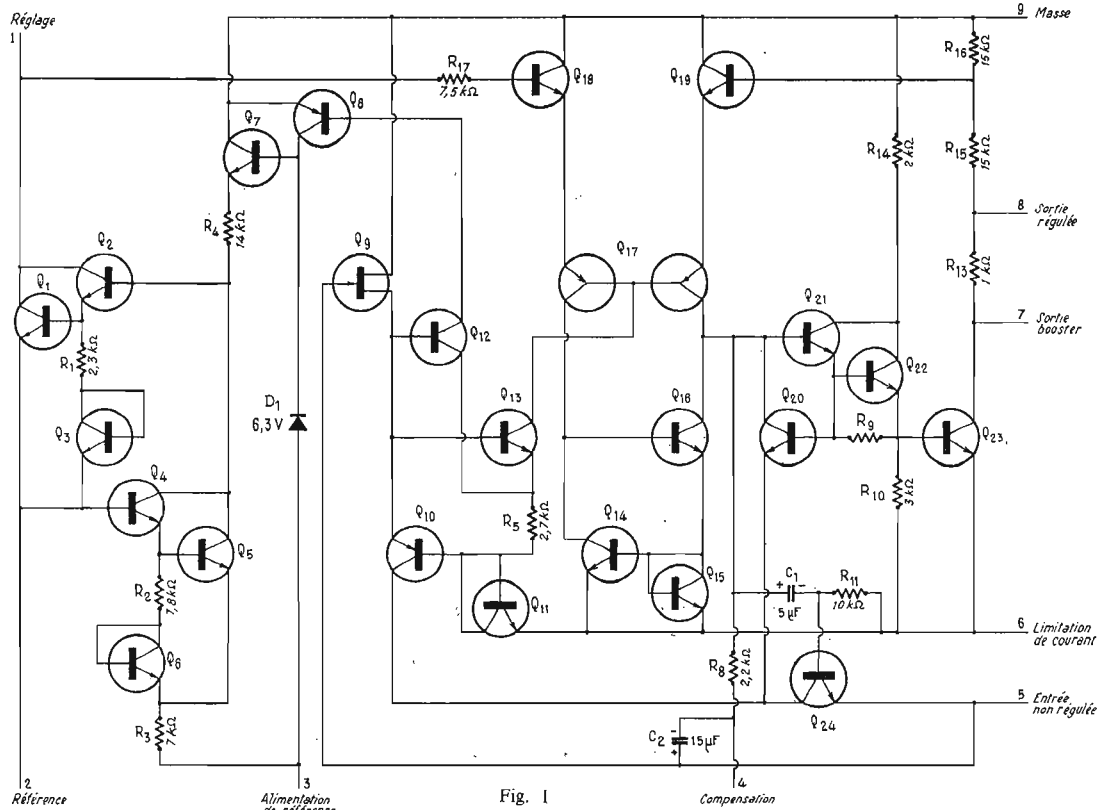 Réglage
1
9 Masse
R16
15 kΩ
R17
7,5 kΩ
Q18
Q19
Q8
Q7
R14
2 kΩ
R15
15 kΩ
8 Sortie régulée
R4
14 kΩ
Q2
Q9
Q17
R13
1 kΩ
Q1
Q21
7 Sortie booster
Q12
R1
2,3 kΩ
Q22
D1
6,3 V
Q13
Q16
Q20
R9
Q3
Q23
R10
3 kΩ
Q4
Q10
R5
2,7 kΩ
Q14
Q5
Q15
C1
R11
+ -
5 µF
10 kΩ
R2
7,8 kΩ
Q11
6 Limitation de courant
Q6
R8
2,2 kΩ
5 Entrée non régulée
R3
7 kΩ
Q24
C2
-
+
15 µF
2
3
4
Référence
Alimentation de référence
Fig. 1
Compensation